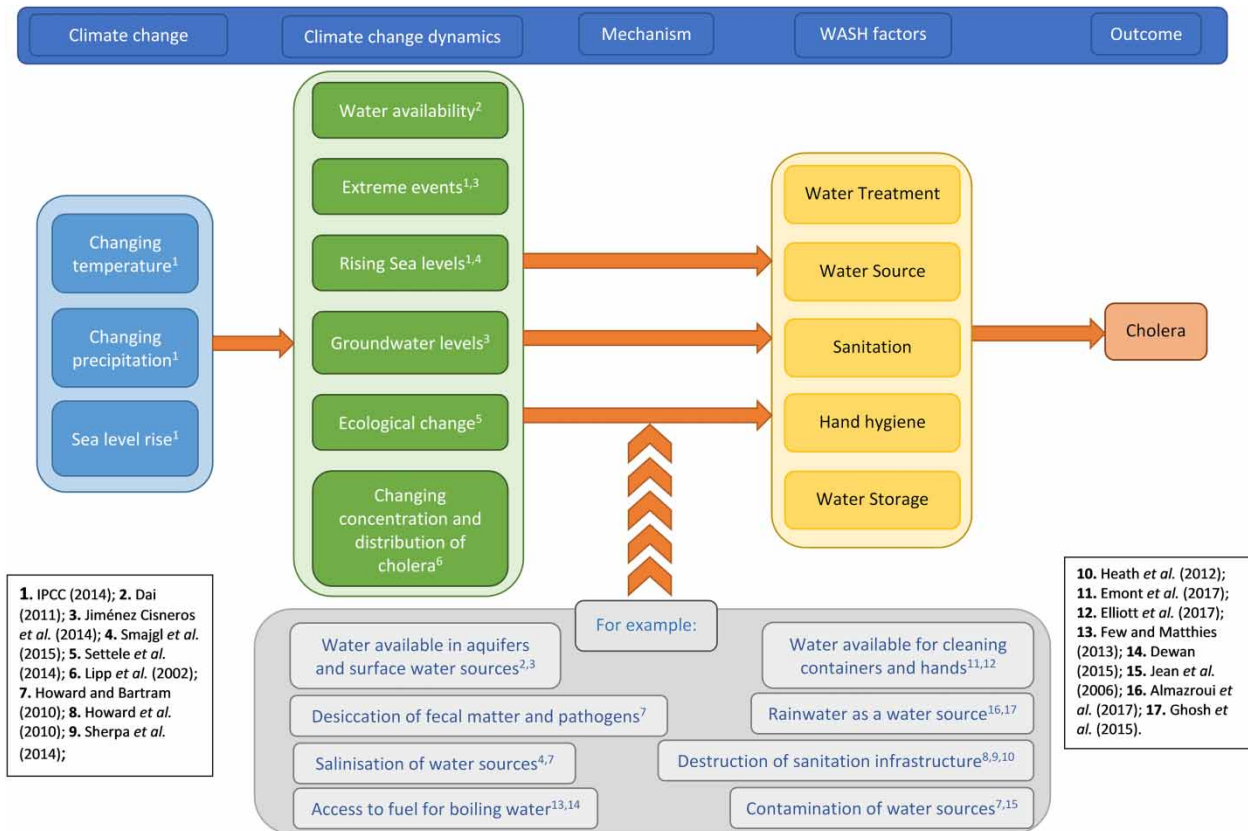 Climate change
Climate change dynamics
Mechanism
WASH factors
Outcome
Changing
temperature1
Changing
precipitation1
Sea level rise1
Water availability2
Extreme events1,3
Rising Sea levels1,4
Groundwater levels3
Ecological change5
Changing
concentration and
distribution of
cholera6
Water Treatment
Water Source
Sanitation
Hand hygiene
Water Storage
Cholera
For example:
Water available in aquifers
and surface water sources2,3
Desiccation of fecal matter and pathogens7
Salinisation of water sources4,7
Access to fuel for boiling water13,14
Water available for cleaning
containers and hands11,12
Rainwater as a water source16,17
Destruction of sanitation infrastructure8,9,10
Contamination of water sources7,15
1. IPCC (2014); 2. Dai
(2011); 3. Jiménez Cisneros
et al. (2014); 4. Smajgl et al.
(2015); 5. Settele et al.
(2014); 6. Lipp et al. (2002);
7. Howard and Bartram
(2010); 8. Howard et al.
(2010); 9. Sherpa et al.
(2014);
10. Heath et al. (2012);
11. Emont et al. (2017);
12. Elliott et al. (2017);
13. Few and Matthies
(2013); 14. Dewan
(2015); 15. Jean et al.
(2006); 16. Almazroui et
al. (2017); 17. Ghosh et
al. (2015).